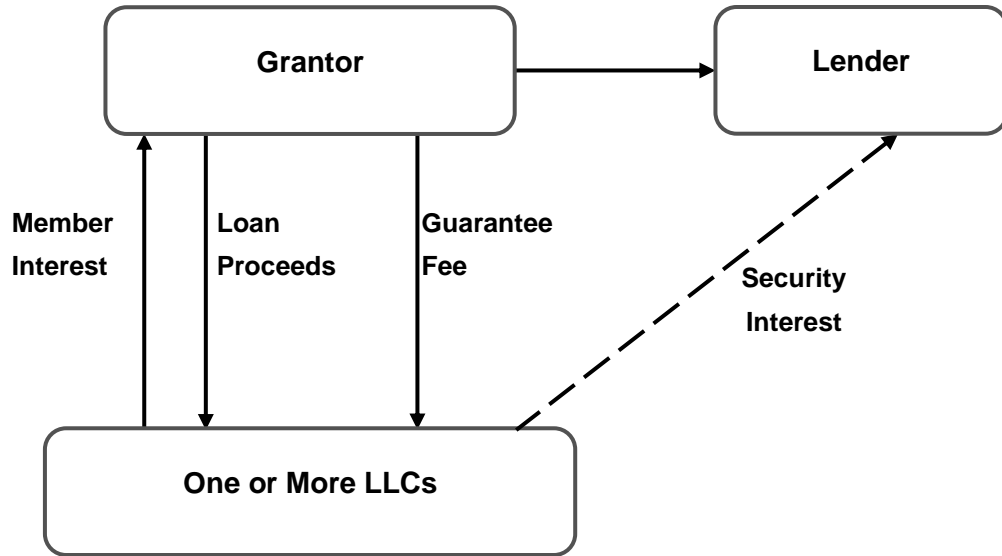 Grantor
Lender
Member
Interest
Loan
Proceeds
Guarantee
Fee
Security
Interest
One or More LLCs